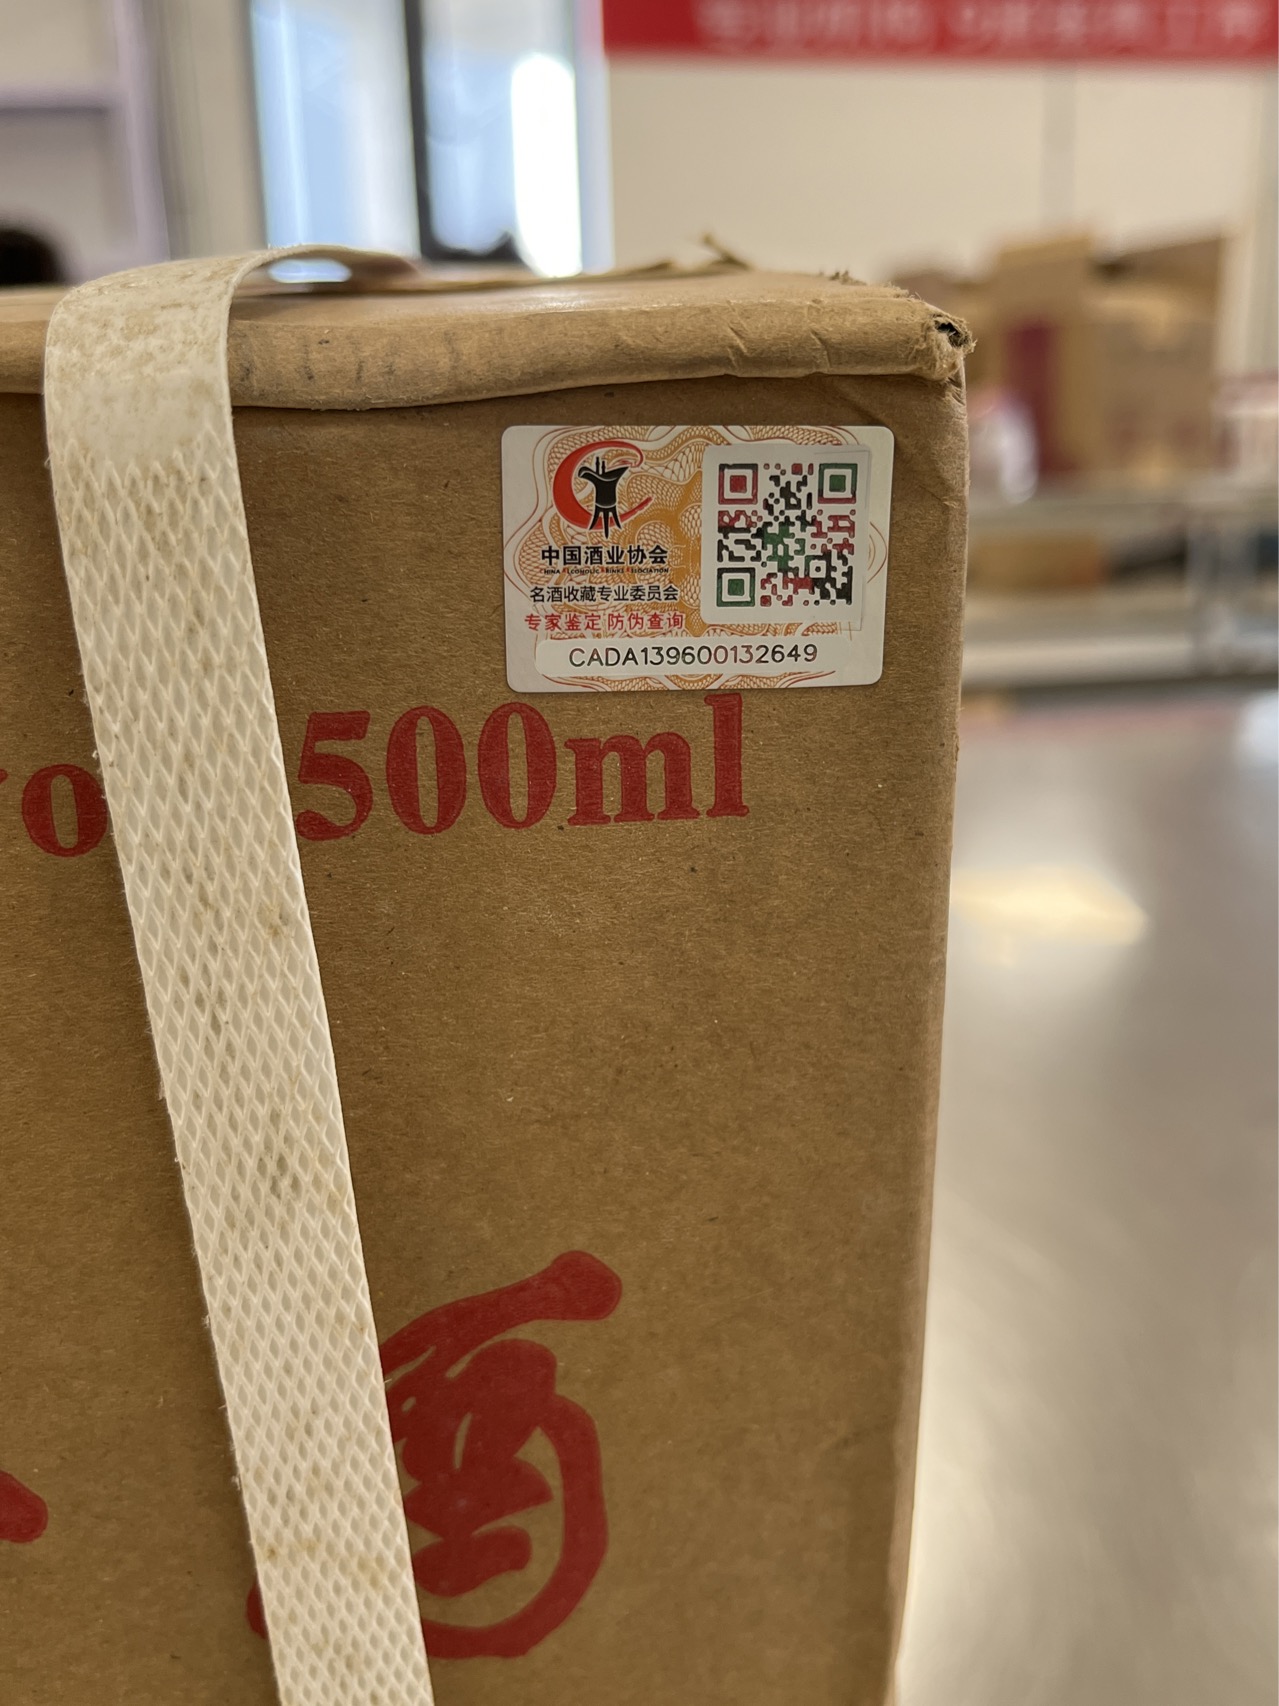 中国酒业协会
名酒收藏专业委员会
专家鉴定 防伪查询
CADA139600132649
500ml
酒